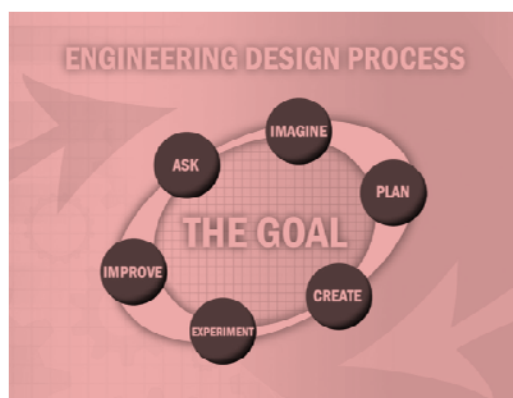 ENGINEERING DESIGN PROCESS
IMAGINE
ASK
PLAN
THE GOAL
IMPROVE
CREATE
EXPERIMENT